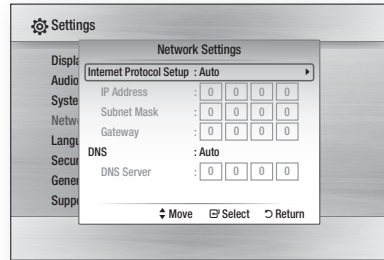 Settings
Network Settings
Internet Protocol Setup : Auto
IP Address : 0 0 0 0
Subnet Mask : 0 0 0 0
Gateway : 0 0 0 0
DNS : Auto
DNS Server : 0 0 0 0
Move Select Return
Displa
Audio
Syste
Netw
Langu
Secur
Gener
Suppo